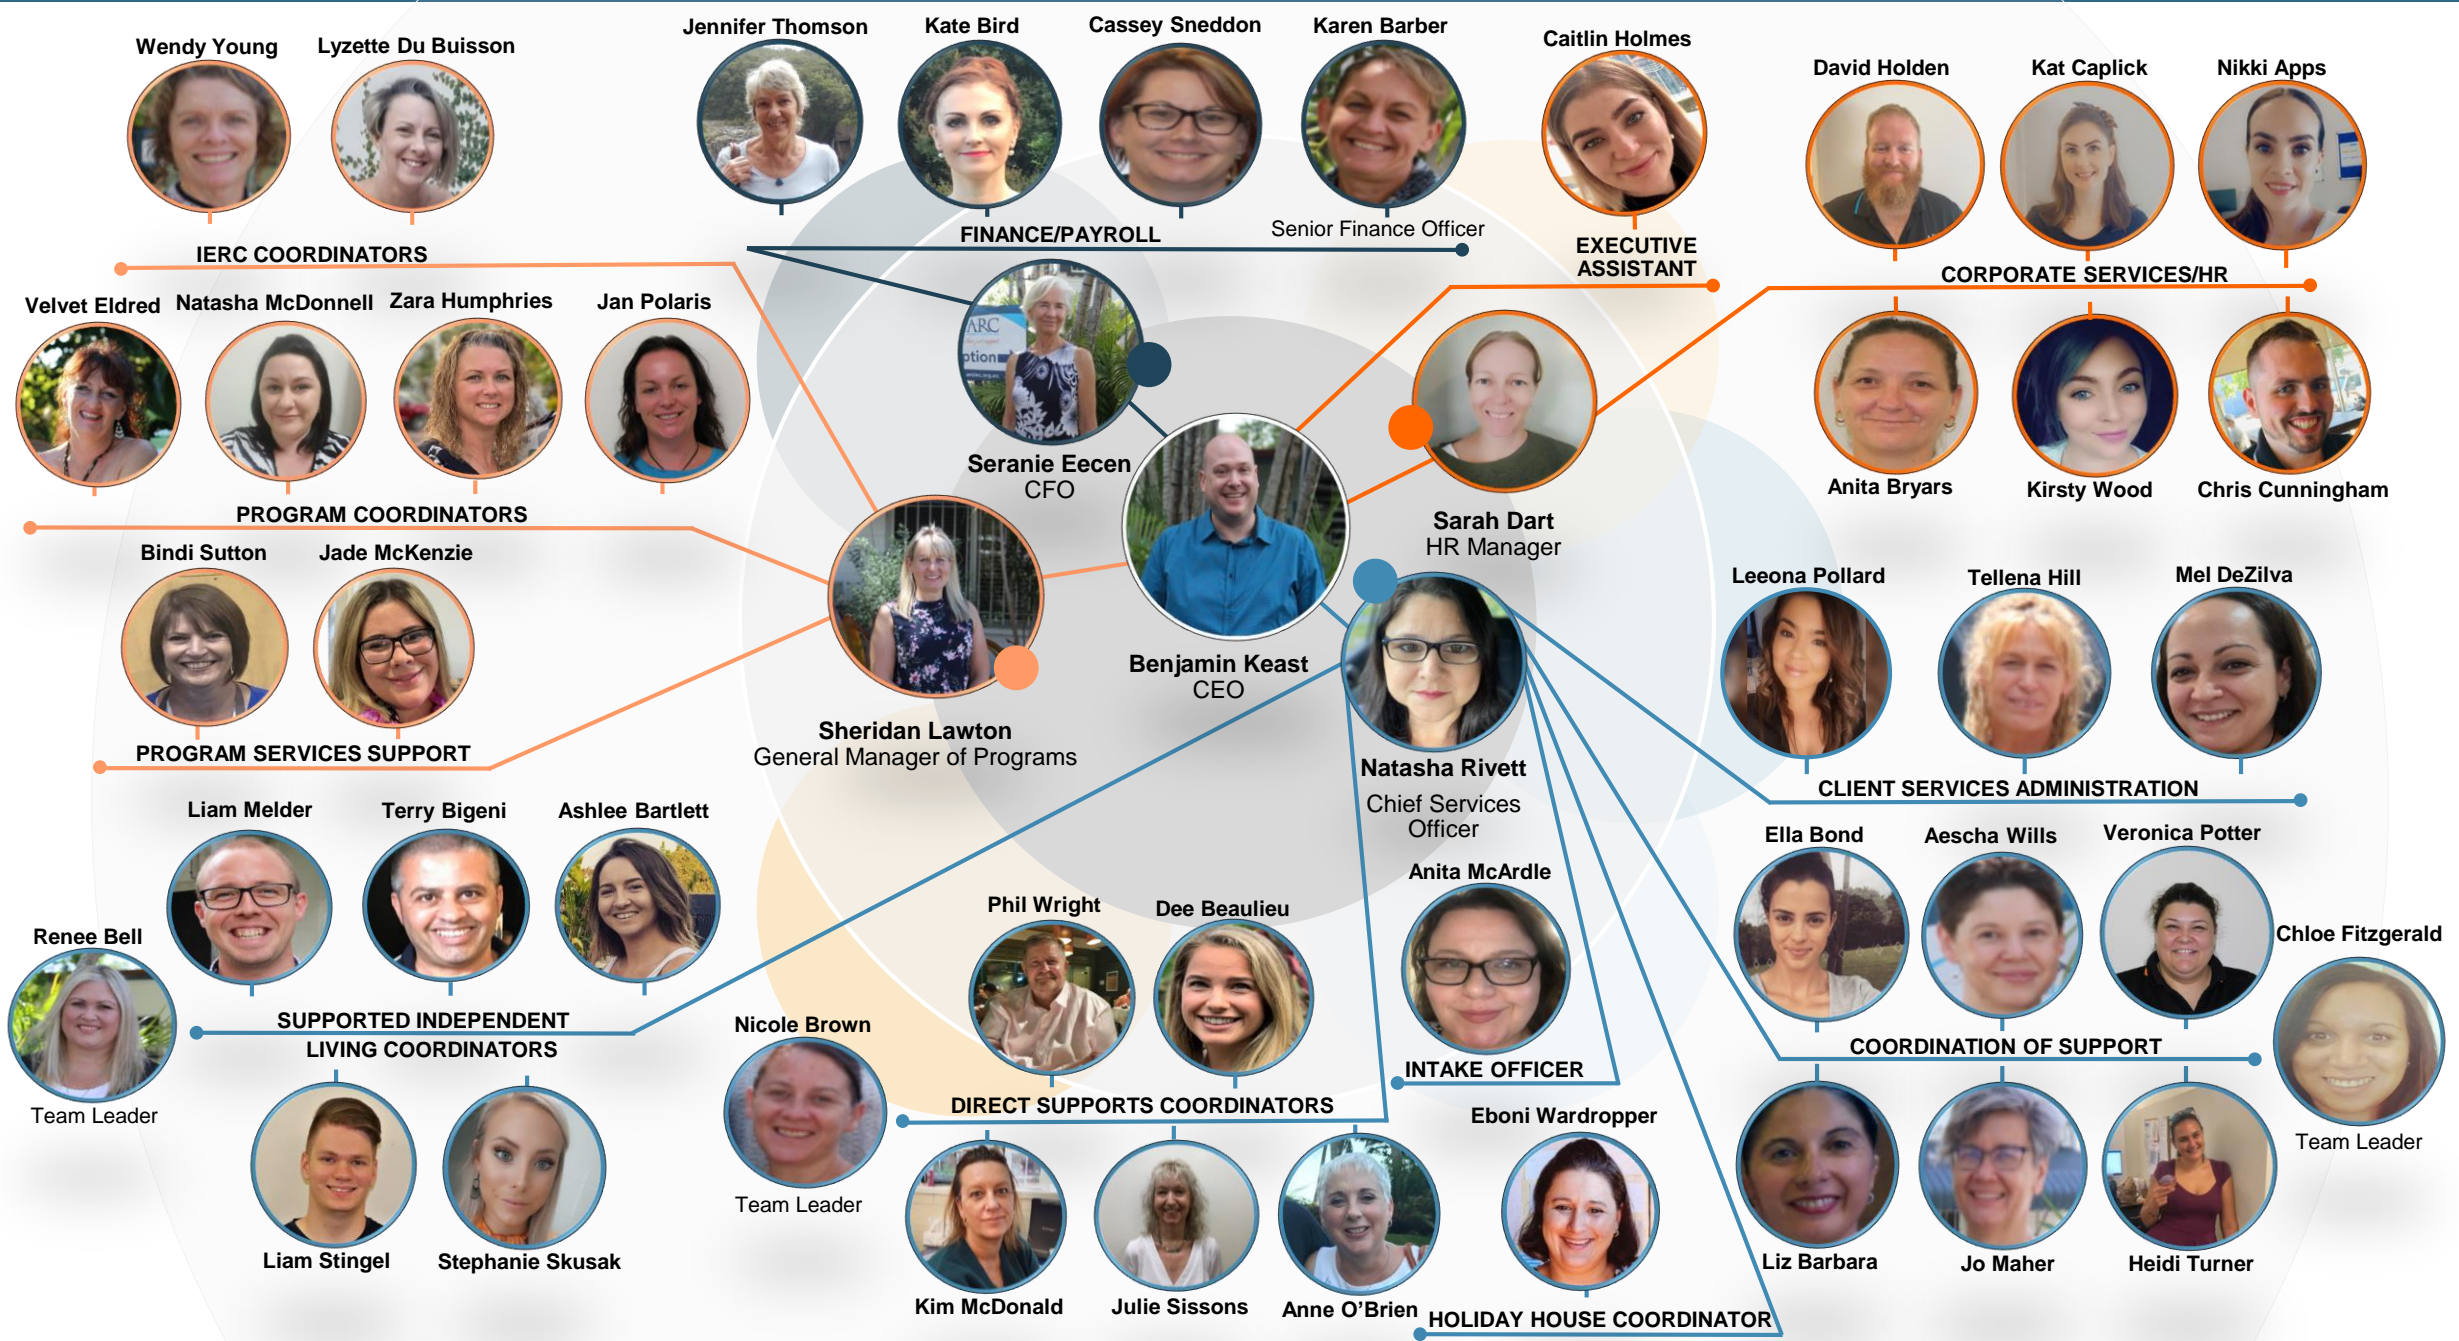 Wendy Young
Lyzette Du Buisson
Jennifer Thomson
Kate Bird
Cassey Sneddon
Karen Barber
Caitlin Holmes
David Holden
Kat Caplick
Nikki Apps
Senior Finance Officer
FINANCE/PAYROLL
EXECUTIVE
ASSISTANT
IERC COORDINATORS
CORPORATE SERVICES/HR
Velvet Eldred
Natasha McDonnell
Zara Humphries
Jan Polaris
ARC
ption
Seranie Eecen
CFO
Anita Bryars
Kirsty Wood
Chris Cunningham
PROGRAM COORDINATORS
Sarah Dart
HR Manager
Bindi Sutton
Jade McKenzie
Leeona Pollard
Tellena Hill
Mel DeZilva
Benjamin Keast
CEO
Sheridan Lawton
General Manager of Programs
PROGRAM SERVICES SUPPORT
Natasha Rivett
Chief Services
Officer
CLIENT SERVICES ADMINISTRATION
Liam Melder
Terry Bigeni
Ashlee Bartlett
Ella Bond
Aescha Wills
Veronica Potter
Anita McArdle
Phil Wright
Dee Beaulieu
Renee Bell
Chloe Fitzgerald
SUPPORTED INDEPENDENT
LIVING COORDINATORS
Nicole Brown
COORDINATION OF SUPPORT
INTAKE OFFICER
DIRECT SUPPORTS COORDINATORS
Team Leader
Eboni Wardropper
Team Leader
Team Leader
Liam Stingel
Stephanie Skusak
Liz Barbara
Jo Maher
Heidi Turner
Kim McDonald
Julie Sissons
Anne O'Brien
HOLIDAY HOUSE COORDINATOR